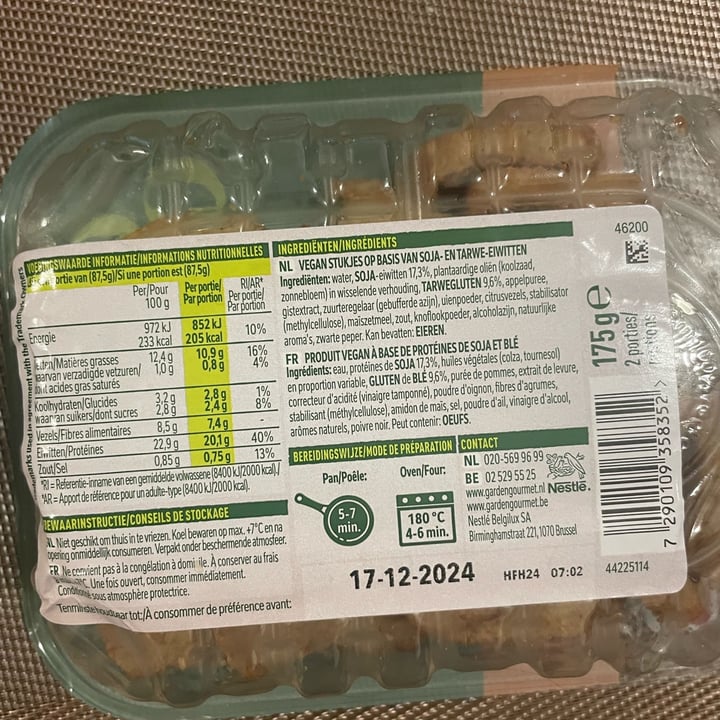 VOEDINGSWAARDE INFORMATIE/INFORMATIONS NUTRITIONNELLES
portie van (87,5g)/Si une portion est (87,5g)
Per/Pour 100 g
Per portie/ Par portion
RI/AR* Per portie/ Par portion
Energie 972 kJ 852 kJ 10%
233 kcal 205 kcal
/Matières grasses 12,4 g 10,9 g 16%
waarvan verzadigde vetzuren/ 1,0 g 0,8 g 4%
dont acides gras saturés
Koolhydraten/Glucides 3,2 g 2,8 g 1%
waarvan suikers/dont sucres 2,8 g 2,4 g 8%
Vezels/Fibres alimentaires 8,5 g 7,4 g -
Eiwitten/Protéines 22,9 g 20,1 g 40%
Zout/Sel 0,85 g 0,75 g 13%
*RI = Referentie-inname van een gemiddelde volwassene (8400 kJ/2000 kcal)./
*AR = Apport de référence pour un adulte-type (8400 kJ/2000 kcal).
BEWAARINSTRUCTIE/CONSEILS DE STOCKAGE
NL Niet geschikt om thuis in te vriezen. Koel bewaren op max. +7°C en na
opening onmiddellijk consumeren. Verpakt onder beschermende atmosfeer.
FR Ne convient pas à la congélation à domicile. À conserver au frais
Une fois ouvert, consommer immédiatement.
Conditionné sous atmosphère protectrice.
Tenminste houdbaar tot:/À consommer de préférence avant:
INGREDIËNTEN/INGRÉDIENTS
NL VEGAN STUKJES OP BASIS VAN SOJA- EN TARWE-EIWITTEN
Ingrediënten: water, SOJA-eiwitten 17,3%, plantaardige oliën (koolzaad,
zonnebloem) in wisselende verhouding, TARWEGLUTEN 9,6%, appelpuree,
gistextract, zuurteregelaar (gebufferde azijn), uienpoeder, citrusvezels, stabilisator
(methylcellulose), maïszetmeel, zout, knoflookpoeder, alcoholazijn, natuurlijke
aroma's, zwarte peper. Kan bevatten: EIEREN.
FR PRODUIT VEGAN À BASE DE PROTÉINES DE SOJA ET BLÉ
Ingrédients: eau, protéines de SOJA 17,3%, huiles végétales (colza, tournesol)
en proportion variable, GLUTEN de BLÉ 9,6%, purée de pommes, extrait de levure,
correcteur d'acidité (vinaigre tamponné), poudre d'oignon, fibres d'agrumes,
stabilisant (méthylcellulose), amidon de maïs, sel, poudre d'ail, vinaigre d'alcool,
arômes naturels, poivre noir. Peut contenir: OEUFS.
BEREIDINGSWIJZE/MODE DE PRÉPARATION
Pan/Poêle: Oven/Four:
5-7 min.
180 °C
4-6 min.
CONTACT
NL 020-569 96 99
BE 02 529 55 25
www.gardengourmet.nl
www.gardengourmet.be
Nestlé Belgilux SA
Birminghamstraat 221, 1070 Brussel
Nestlé.
17-12-2024 HFH24 07:02
44225114
46200
175 g e
2 porties/
7 290109 358352 >
marks used in agreement with the Trademark Owners